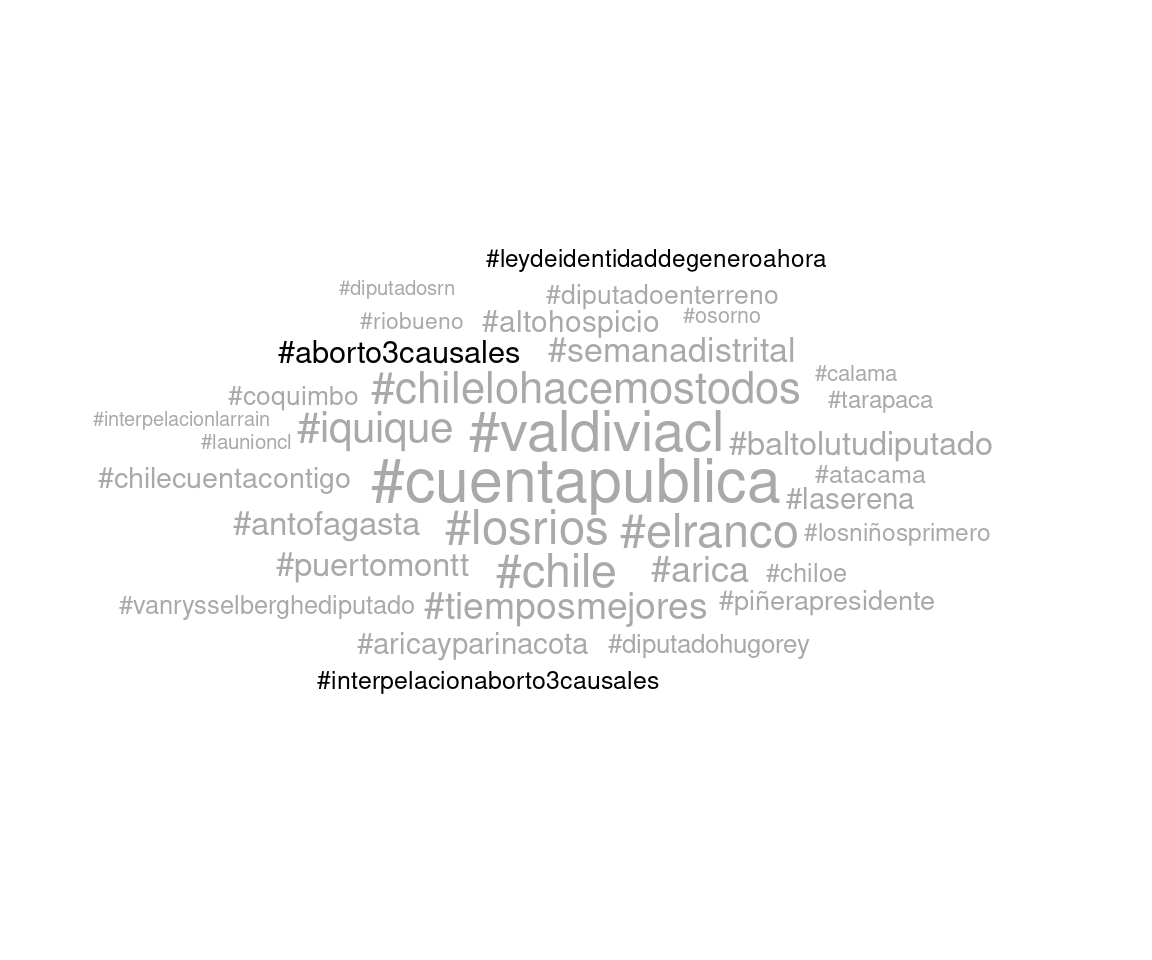 #leydeidentidaddegeneroahora
#diputadosrn #diputadoenterreno
#riobueno #altohospicio #osorno
#aborto3causales #semanadistrital
#coquimbo #chilelohacemostodos #calama
#tarapaca
#interpelacionlarrain #iquique #valdiviacl #baltolutudiputado
#launioncl
#chilecuentacontigo #cuentapublica #atacama
#laserena
#antofagasta #losrios #elranco #losniñosprimero
#puertomontt #chile #arica #chiloe
#vanrysselberghediputado #tiemposmejores #piñerapresidente
#aricayparinacota #diputadohugorey
#interpelacionaborto3causales